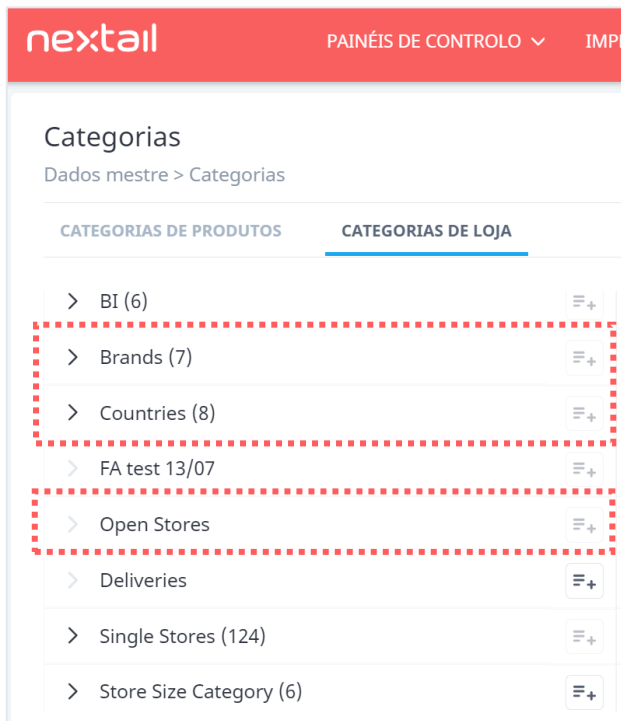 nextail
PAINÉIS DE CONTROLO
Categorias
Dados mestre > Categorias
CATEGORIAS DE PRODUTOS
CATEGORIAS DE LOJA
BI (6)
Brands (7)
Countries (8)
FA test 13/07
Open Stores
Deliveries
Single Stores (124)
Store Size Category (6)